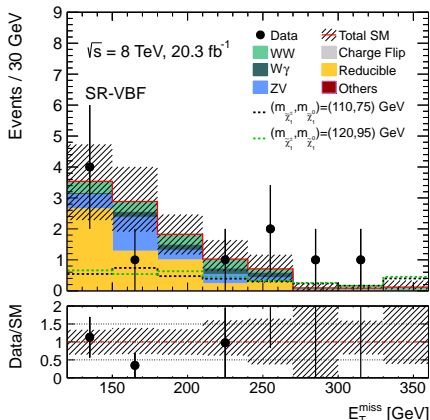 Events / 30 GeV
9
8
7
6
5
4
3
2
1
0
√s = 8 TeV, 20.3 fb⁻¹
SR-VBF
Data
Total SM
WW
Charge Flip
Wγ
Reducible
ZV
Others
(m_χ̃₁±,m_χ̃₁⁰)=(110,75) GeV
(m_χ̃₁±,m_χ̃₁⁰)=(120,95) GeV
Data/SM
2
1.5
1
0.5
0
150 200 250 300 350
E_T^miss [GeV]